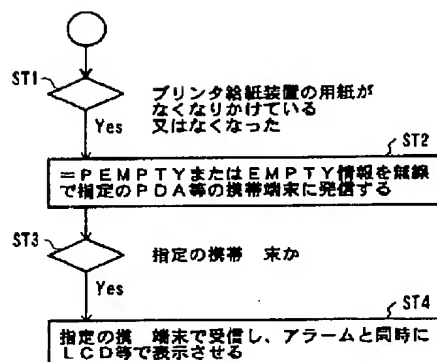 ST1
プリンタ給紙装置の用紙が
なくなりかけている
又はなくなった
Yes
ST2
=PEMPTYまたはEMPTY情報を無線
で指定のPDA等の携帯端末に発信する
ST3
指定の携帯 末か
Yes
ST4
指定の携 端末で受信し、アラームと同時に
LCD等で表示させる